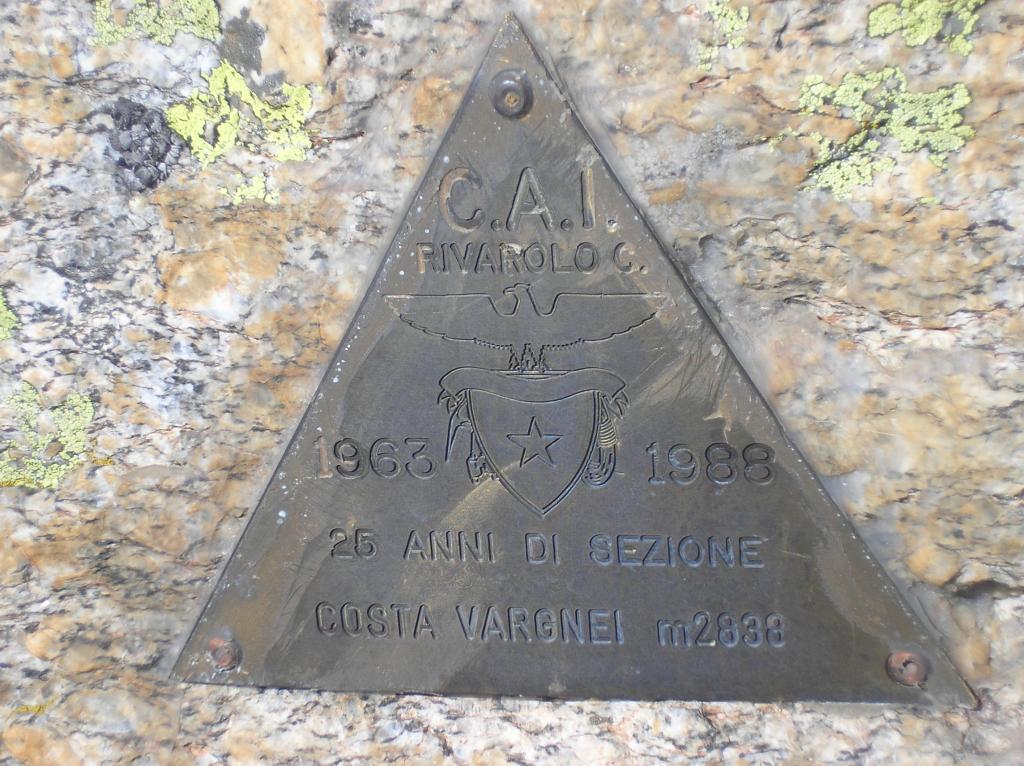 C.A.I.
RIVAROLO C.
1963 1988
25 ANNI DI SEZIONE
COSTA VARGNEI m2838